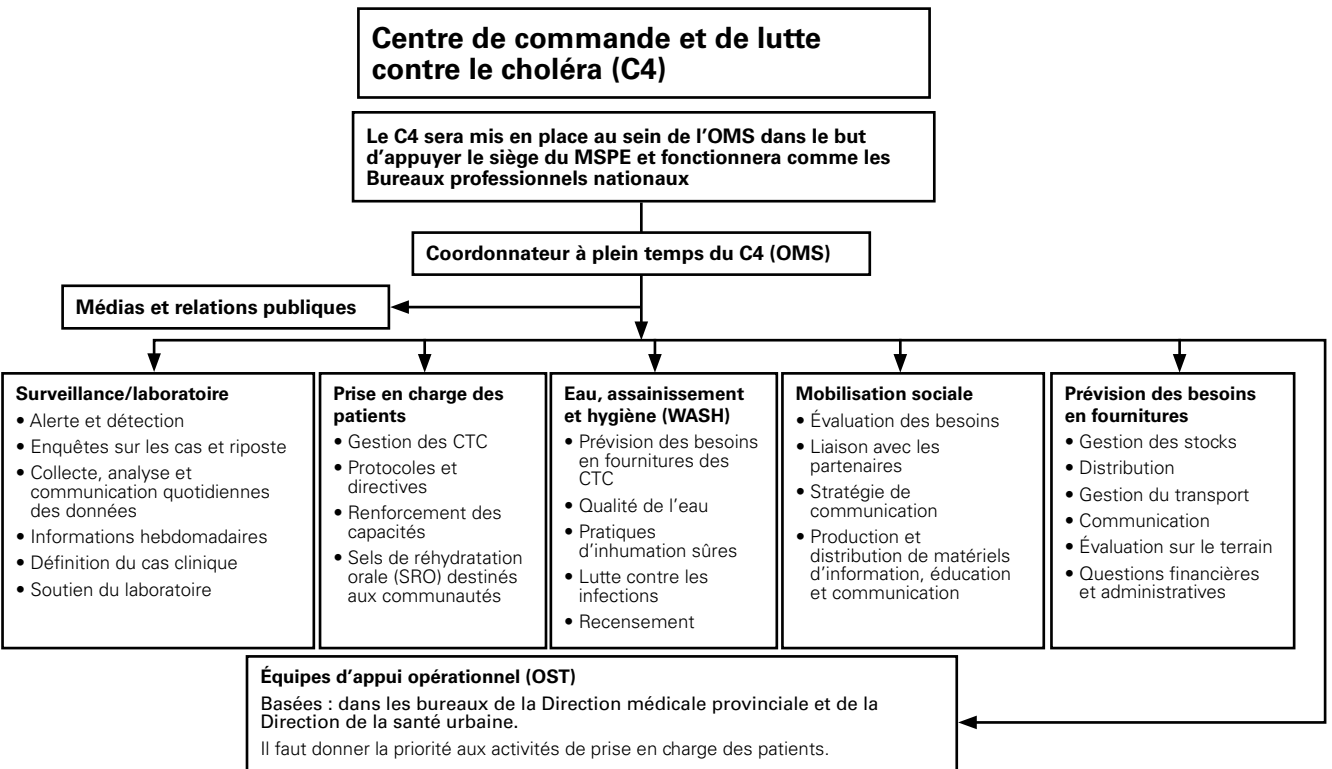 Centre de commande et de lutte
contre le choléra (C4)
Le C4 sera mis en place au sein de l'OMS dans le but
d'appuyer le siège du MSPE et fonctionnera comme les
Bureaux professionnels nationaux
Coordonnateur à plein temps du C4 (OMS)
Médias et relations publiques
Surveillance/laboratoire
• Alerte et détection
• Enquêtes sur les cas et riposte
• Collecte, analyse et
communication quotidiennes
des données
• Informations hebdomadaires
• Définition du cas clinique
• Soutien du laboratoire
Prise en charge des
patients
• Gestion des CTC
• Protocoles et
directives
• Renforcement des
capacités
• Sels de réhydratation
orale (SRO) destinés
aux communautés
Eau, assainissement
et hygiène (WASH)
• Prévision des besoins
en fournitures des
CTC
• Qualité de l'eau
• Pratiques
d'inhumation sûres
• Lutte contre les
infections
• Recensement
Mobilisation sociale
• Évaluation des besoins
• Liaison avec les
partenaires
• Stratégie de
communication
• Production et
distribution de matériels
d'information, éducation
et communication
Prévision des besoins
en fournitures
• Gestion des stocks
• Distribution
• Gestion du transport
• Communication
• Évaluation sur le terrain
• Questions financières
et administratives
Équipes d'appui opérationnel (OST)
Basées : dans les bureaux de la Direction médicale provinciale et de la
Direction de la santé urbaine.
Il faut donner la priorité aux activités de prise en charge des patients.